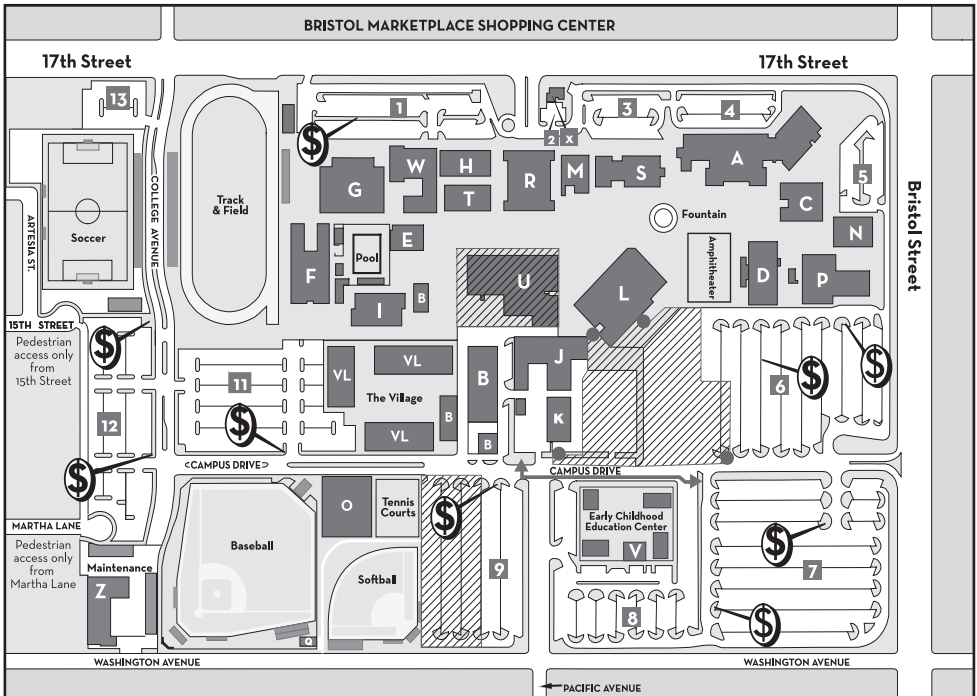 BRISTOL MARKETPLACE SHOPPING CENTER
17th Street
17th Street
13
1
2
X
3
4
5
$
G
W
H
T
R
M
S
A
C
N
COLLEGE AVENUE
ARTESIA ST.
Soccer
Track
& Field
Fountain
Bristol Street
F
Pool
E
I
B
U
L
Amphitheater
D
P
15TH STREET
Pedestrian
access only
from
15th Street
$
12
$
11
$
VL
VL
The Village
VL
B
B
B
J
K
6
$
$
CAMPUS DRIVE
CAMPUS DRIVE
MARTHA LANE
Pedestrian
access only
from
Martha Lane
Maintenance
Z
Baseball
O
Tennis
Courts
Softball
Q
$
9
Early Childhood
Education Center
V
8
$
7
$
WASHINGTON AVENUE
WASHINGTON AVENUE
PACIFIC AVENUE